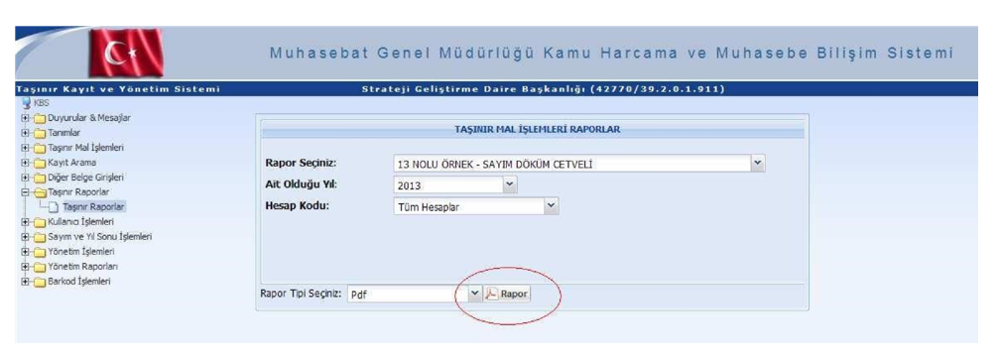 Muhasebat Genel Müdürlüğü Kamu Harcama ve Muhasebe Bilişim Sistemi
Taşınır Kayıt ve Yönetim Sistemi
Strateji Geliştirme Daire Başkanlığı (42770/39.2.0.1.911)
KBS
Duyurular & Mesajlar
Tanımlar
Taşınır Mal İşlemleri
Kayıt Arama
Diğer Belge Girişleri
Taşınır Raporlar
Taşınır Raporlar
Kullanıcı İşlemleri
Sayım ve Yıl Sonu İşlemleri
Yönetim İşlemleri
Yönetim Raporları
Barkod İşlemleri
TAŞINIR MAL İŞLEMLERİ RAPORLAR
Rapor Seçiniz: 13 NOLU ÖRNEK - SAYIM DÖKÜM CETVELİ
Ait Olduğu Yıl: 2013
Hesap Kodu: Tüm Hesaplar
Rapor Tipi Seçiniz: Pdf Rapor